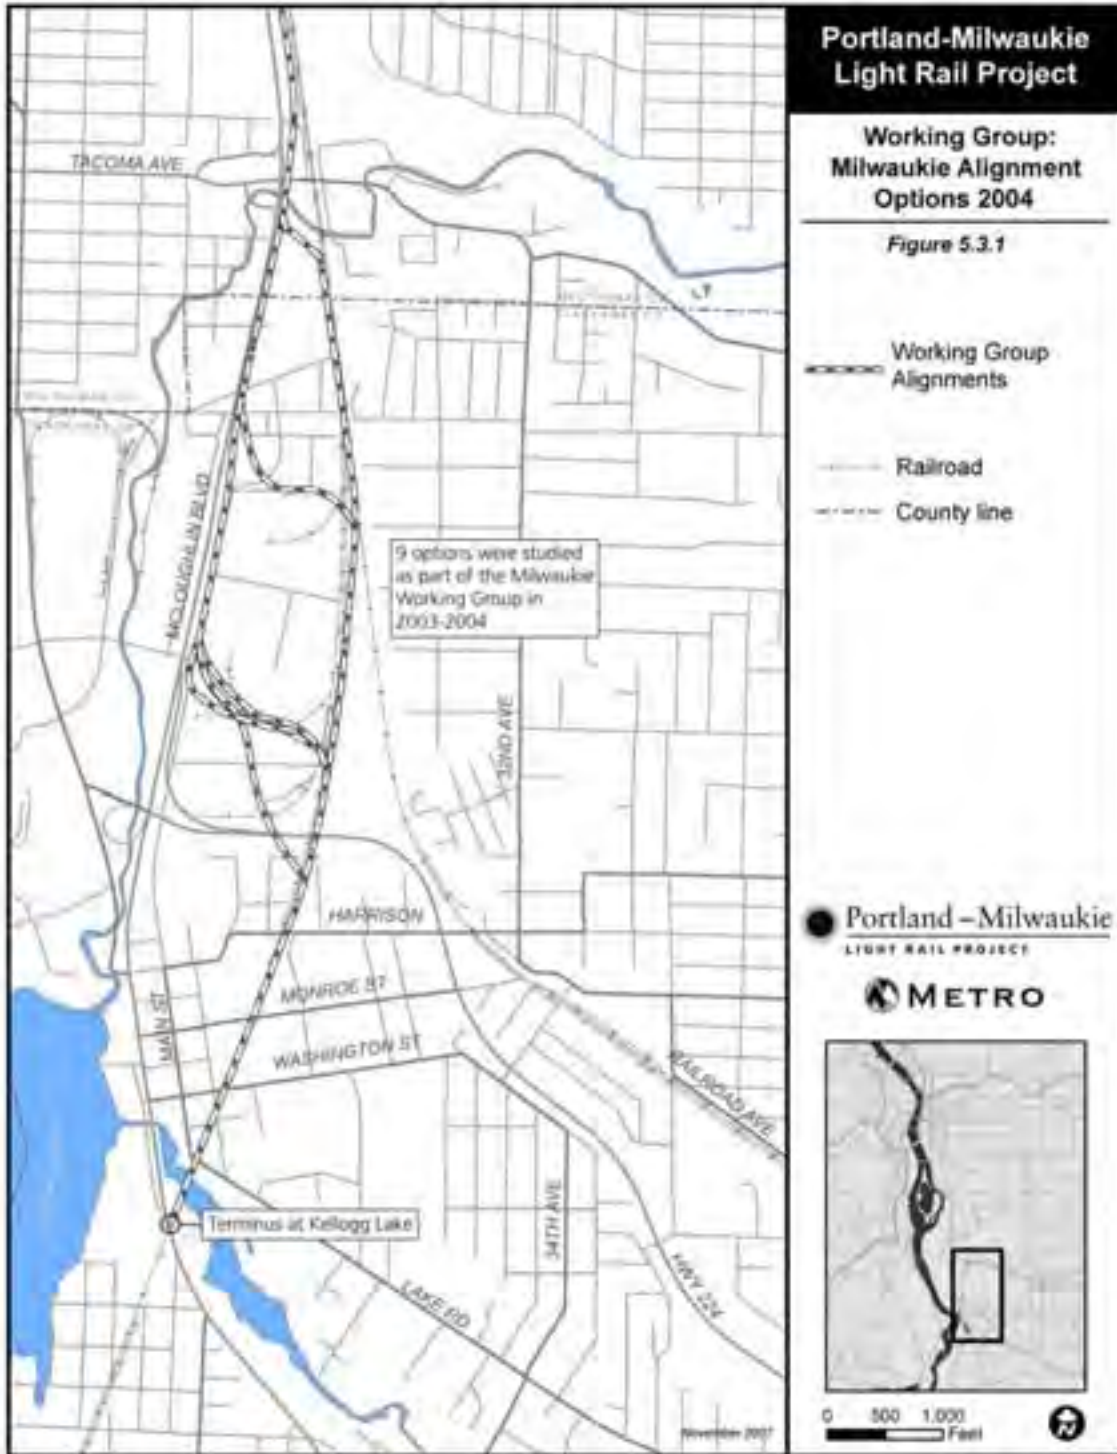 Portland-Milwaukie
Light Rail Project
Working Group:
Milwaukie Alignment
Options 2004
Figure 5.3.1
Working Group
Alignments
Railroad
County line
TACOMA AVE
MCLOUGHLIN BLVD
9 options were studied
as part of the Milwaukie
Working Group in
2003-2004
32ND AVE
HARRISON
MONROE ST
MAIN ST
WASHINGTON ST
RAILROAD AVE
Terminus at Kellogg Lake
34TH AVE
LAKE RD
HWY 224
November 2007
Portland – Milwaukie
LIGHT RAIL PROJECT
METRO
0 500 1,000
Feet